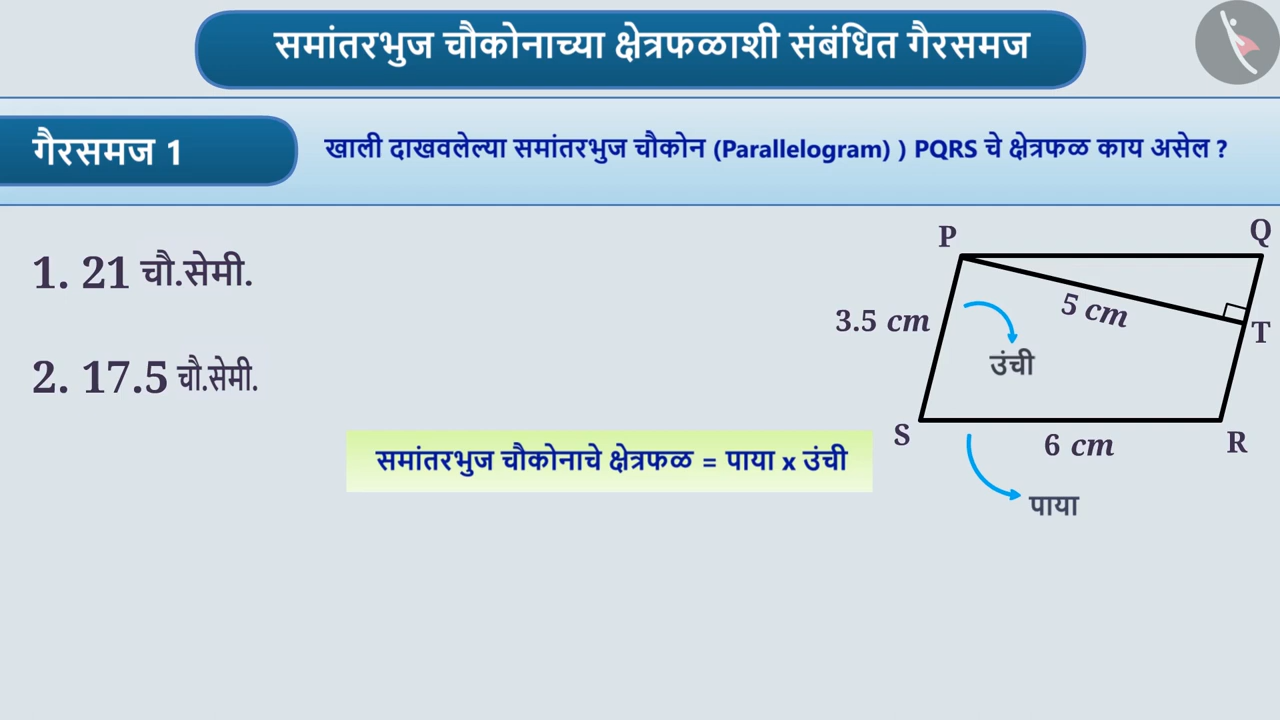 समांतरभुज चौकोनाच्या क्षेत्रफळाशी संबंधित गैरसमज
गैरसमज 1
खाली दाखवलेल्या समांतरभुज चौकोन (Parallelogram) ) PQRS चे क्षेत्रफळ काय असेल ?
1. 21 चौ.सेमी.
2. 17.5 चौ.सेमी.
P
Q
3.5 cm
5 cm
T
उंची
S
6 cm
R
पाया
समांतरभुज चौकोनाचे क्षेत्रफळ = पाया x उंची